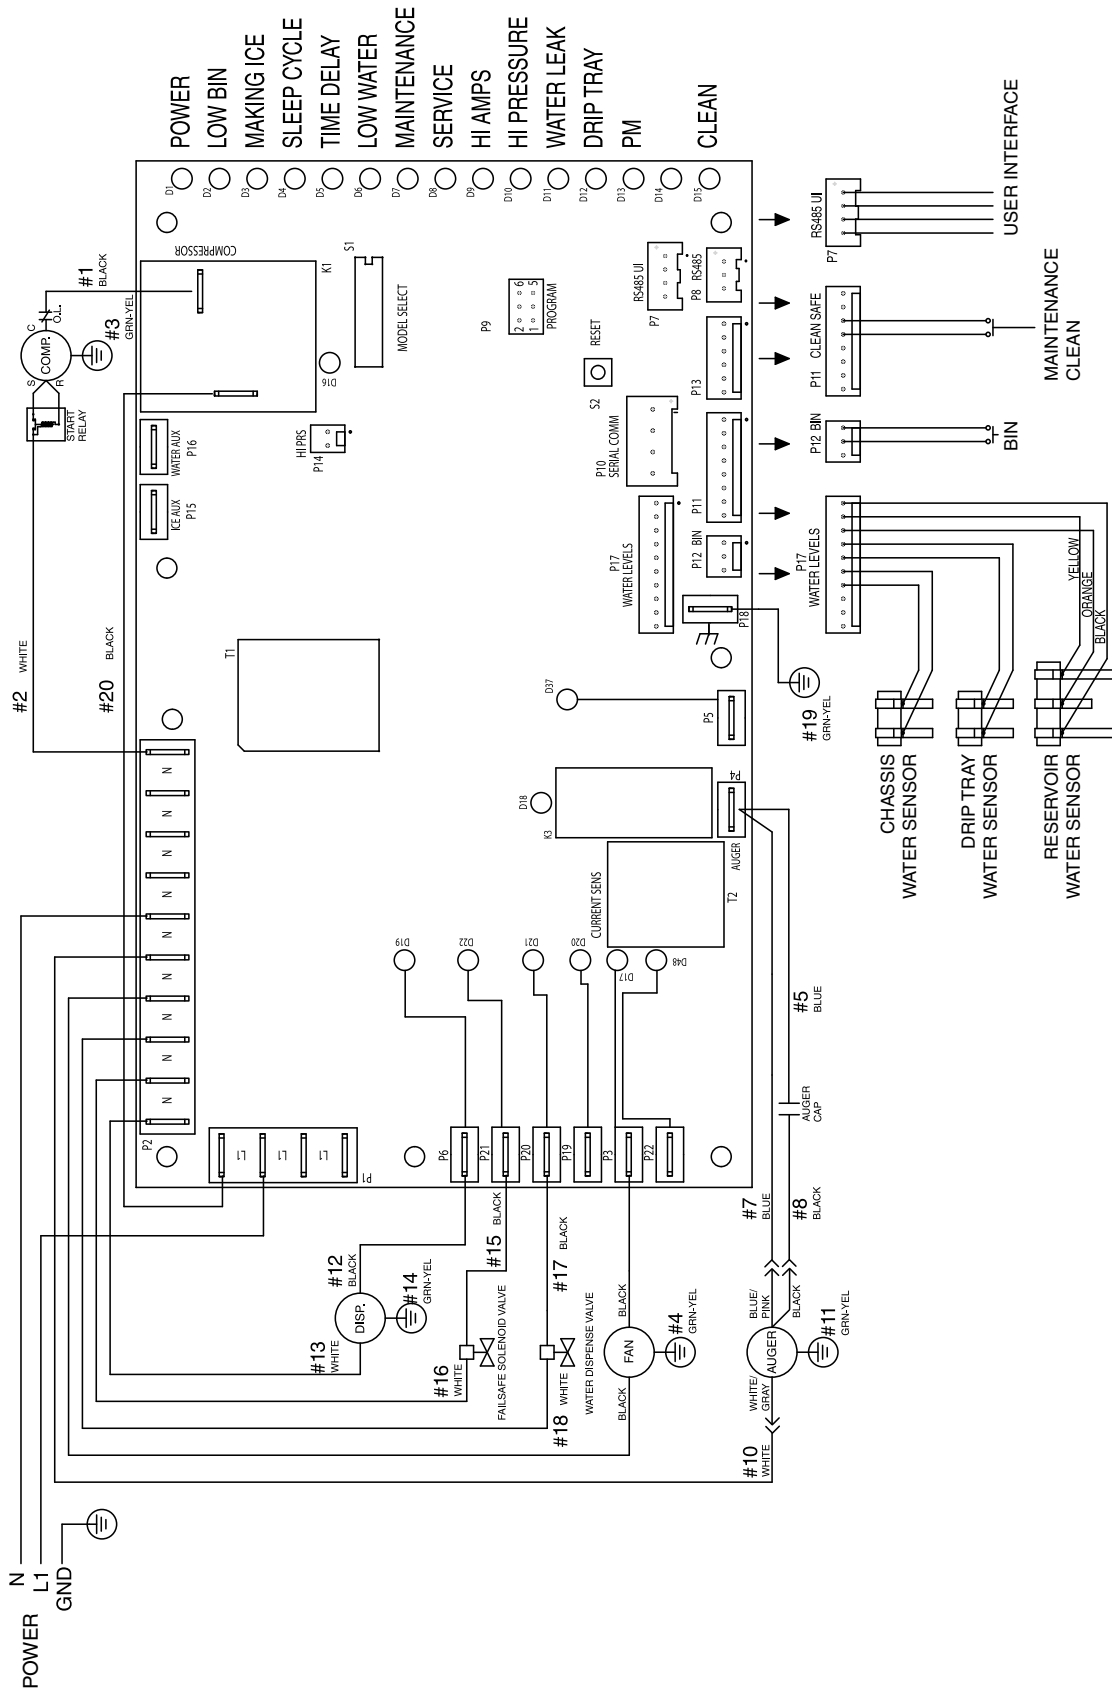 POWER
N
L1
GND
#2
WHITE
#20
BLACK
START
RELAY
S
R
COMP.
C
O.L.
#1
BLACK
#3
GRN-YEL
POWER
LOW BIN
MAKING ICE
SLEEP CYCLE
TIME DELAY
LOW WATER
MAINTENANCE
SERVICE
HI AMPS
HI PRESSURE
WATER LEAK
DRIP TRAY
PM
CLEAN
D1
D2
D3
D4
D5
D6
D7
D8
D9
D10
D11
D12
D13
D14
D15
P2
N
N
N
N
N
N
N
N
N
L1
L1
L1
P1
T1
ICE AUX
P15
WATER AUX
P16
COMPRESSOR
K1
D16
HI PRS
P14
S1
MODEL SELECT
P9
2
6
1
5
PROGRAM
S2
RESET
P10
SERIAL COMM
P7
RS485 UI
P8
RS485
P13
P11
P12
BIN
P17
WATER LEVELS
P18
D37
P5
D18
K3
P4
AUGER
CURRENT SENS
T2
D19
D22
D21
D20
D17
D48
P6
P21
P20
P19
P3
P22
#12
BLACK
DISP.
#13
WHITE
#14
GRN-YEL
#15
BLACK
#16
WHITE
FAILSAFE SOLENOID VALVE
#17
BLACK
#18
WHITE
WATER DISPENSE VALVE
BLACK
FAN
BLACK
#4
GRN-YEL
#7
BLUE
#8
BLACK
#5
BLUE
AUGER
CAP
BLUE/
PINK
BLACK
AUGER
#11
GRN-YEL
WHITE/
GRAY
#10
WHITE
#19
GRN-YEL
P17
WATER LEVELS
P12 BIN
P11
CLEAN SAFE
P7
RS485 UI
YELLOW
ORANGE
BLACK
CHASSIS
WATER SENSOR
DRIP TRAY
WATER SENSOR
RESERVOIR
WATER SENSOR
BIN
MAINTENANCE
CLEAN
USER INTERFACE